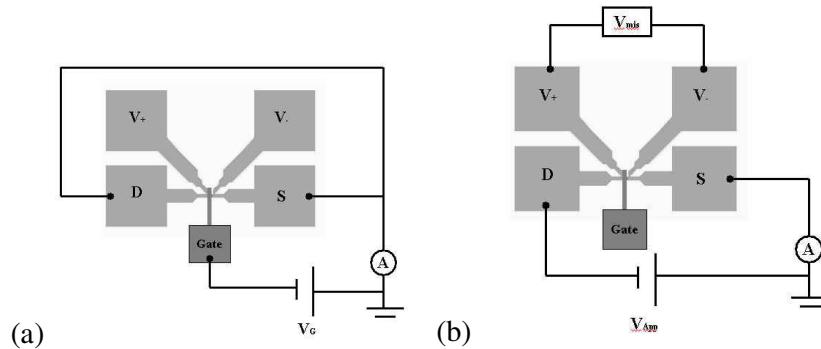 V+ V-
D S
Gate
A
VG
(a)
Vmis
V+ V-
D S
Gate
A
VApp
(b)